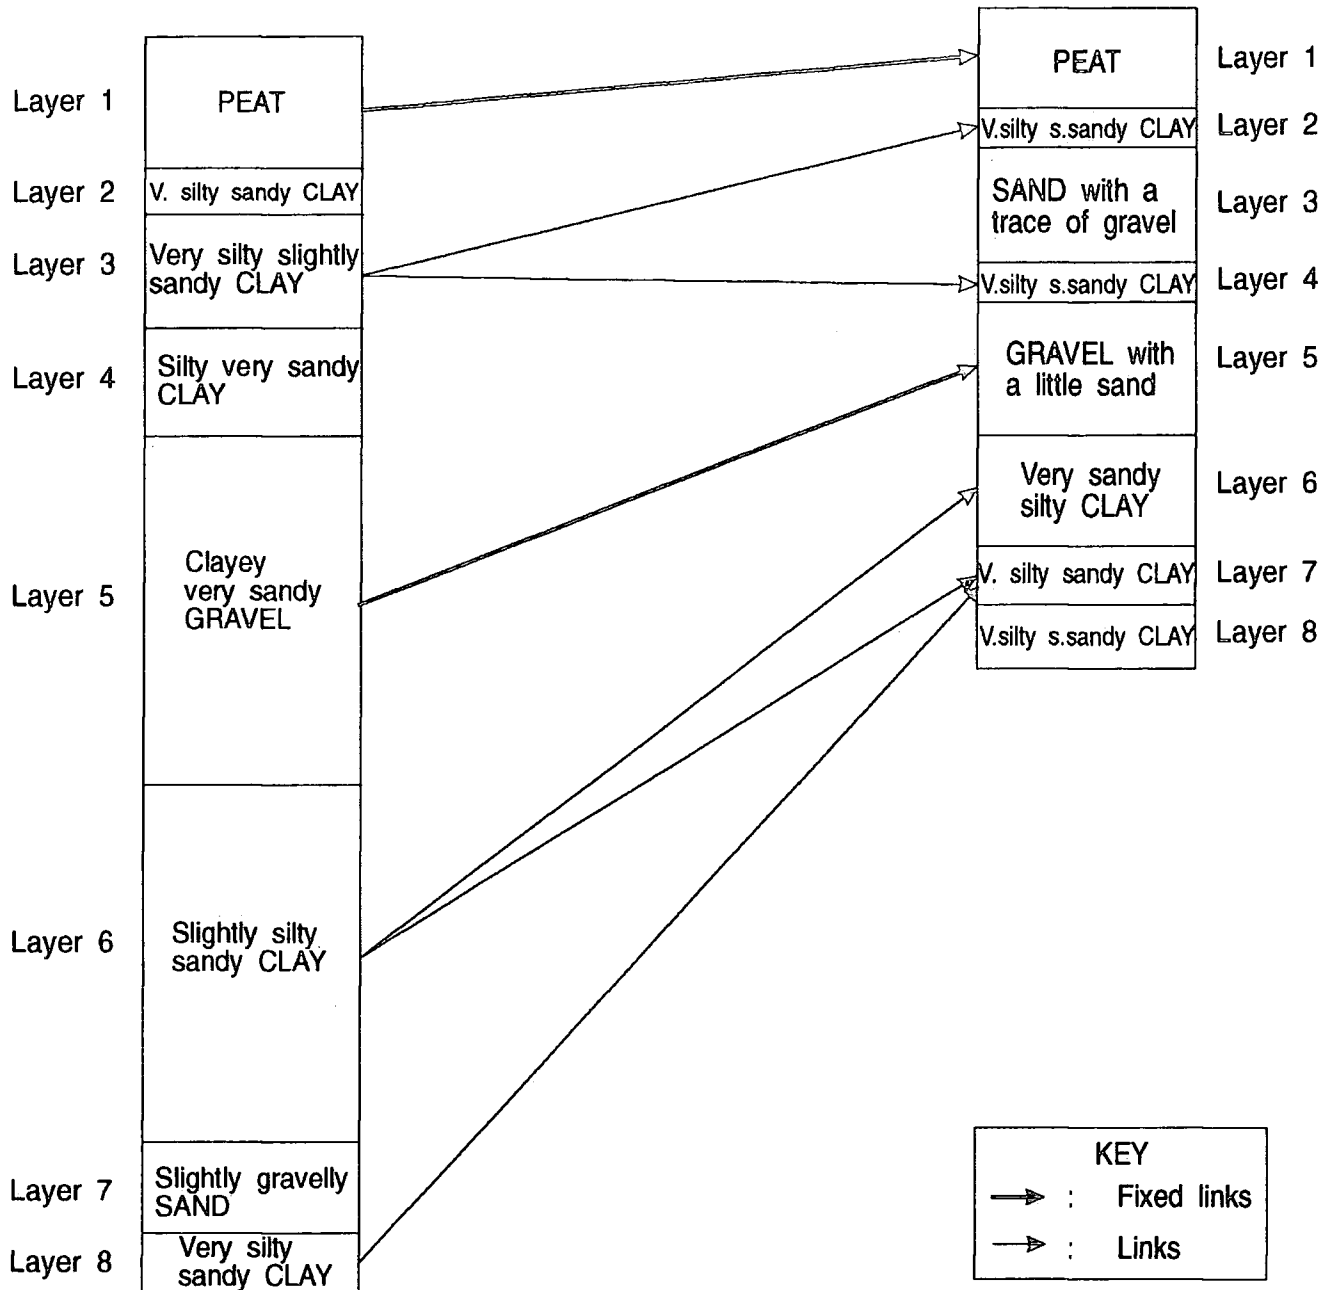 Layer 1
PEAT
Layer 2
V. silty sandy CLAY
Layer 3
Very silty slightly
sandy CLAY
Layer 4
Silty very sandy
CLAY
Layer 5
Clayey
very sandy
GRAVEL
Layer 6
Slightly silty
sandy CLAY
Layer 7
Slightly gravelly
SAND
Layer 8
Very silty
sandy CLAY
PEAT
Layer 1
V.silty s.sandy CLAY
Layer 2
SAND with a
trace of gravel
Layer 3
V.silty s.sandy CLAY
Layer 4
GRAVEL with
a little sand
Layer 5
Very sandy
silty CLAY
Layer 6
V. silty sandy CLAY
Layer 7
V.silty s.sandy CLAY
Layer 8
KEY
: Fixed links
: Links